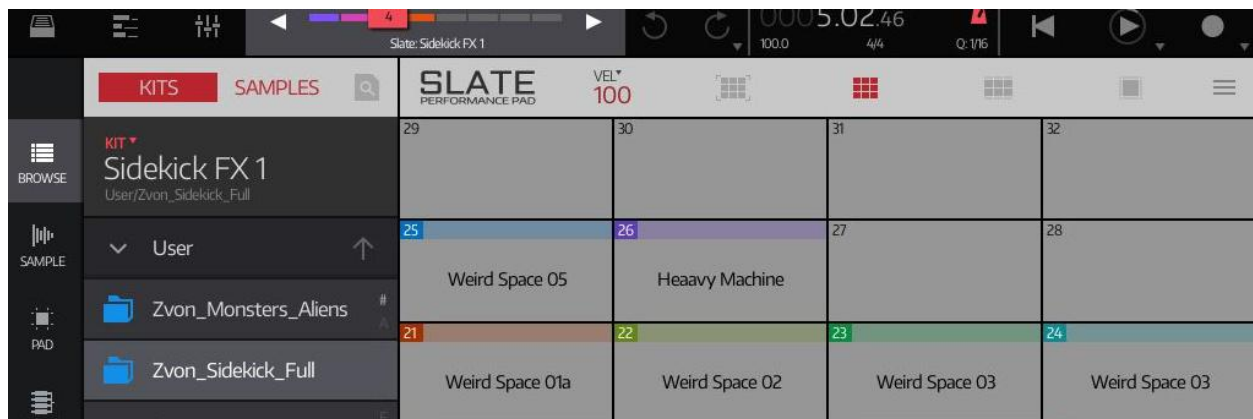 4
Slate: Sidekick FX 1
0005.02.46
100.0
4/4
Q: 1/16
KITS
SAMPLES
SLATE
PERFORMANCE PAD
VEL
100
BROWSE
SAMPLE
PAD
KIT
Sidekick FX 1
User/Zvon_Sidekick_Full
User
Zvon_Monsters_Aliens
#
A
Zvon_Sidekick_Full
29
30
31
32
25
Weird Space 05
26
Heaavy Machine
27
28
21
Weird Space 01a
22
Weird Space 02
23
Weird Space 03
24
Weird Space 03